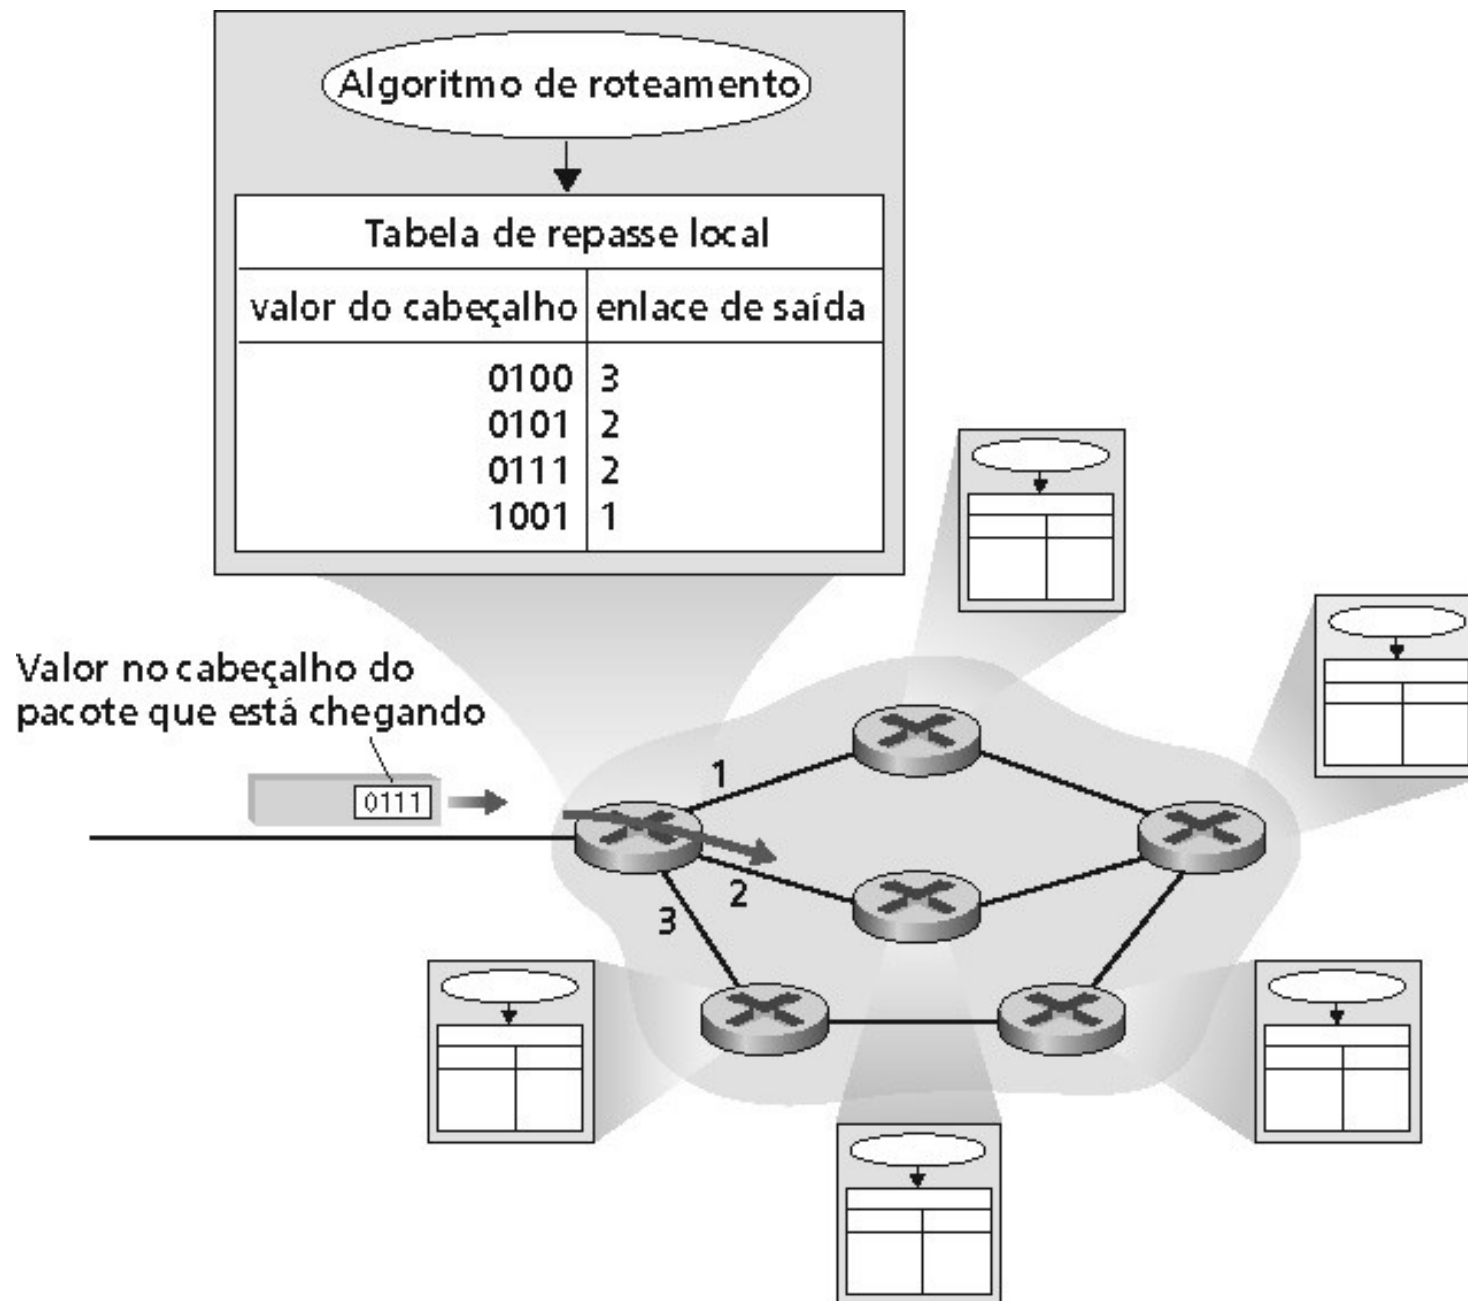 Algoritmo de roteamento
Tabela de repasse local
valor do cabeçalho enlace de saída
0100 3
0101 2
0111 2
1001 1
Valor no cabeçalho do
pacote que está chegando
0111
1
2
3